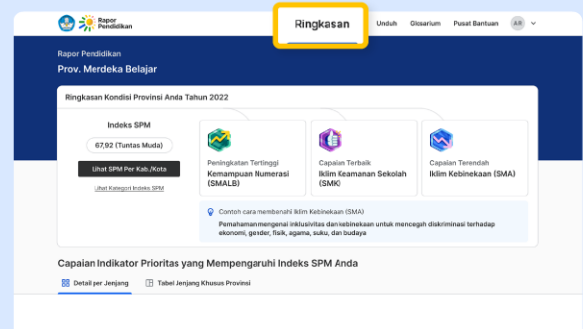 Rapor
Pendidikan
Ringkasan
Unduh
Glosarium
Pusat Bantuan
AR
Rapor Pendidikan
Prov. Merdeka Belajar
Ringkasan Kondisi Provinsi Anda Tahun 2022
Indeks SPM
67,92 (Tuntas Muda)
Lihat SPM Per Kab./Kota
Lihat Kategori Indeks SPM
Peningkatan Tertinggi
Kemampuan Numerasi
(SMALB)
Capaian Terbaik
Iklim Keamanan Sekolah
(SMK)
Capaian Terendah
Iklim Kebinekaan (SMA)
Contoh cara membenahi Iklim Kebinekaan (SMA)
Pemahaman mengenai inklusivitas dan kebinekaan untuk mencegah diskriminasi terhadap
ekonomi, gender, fisik, agama, suku, dan budaya
Capaian Indikator Prioritas yang Mempengaruhi Indeks SPM Anda
Detail per Jenjang
Tabel Jenjang Khusus Provinsi